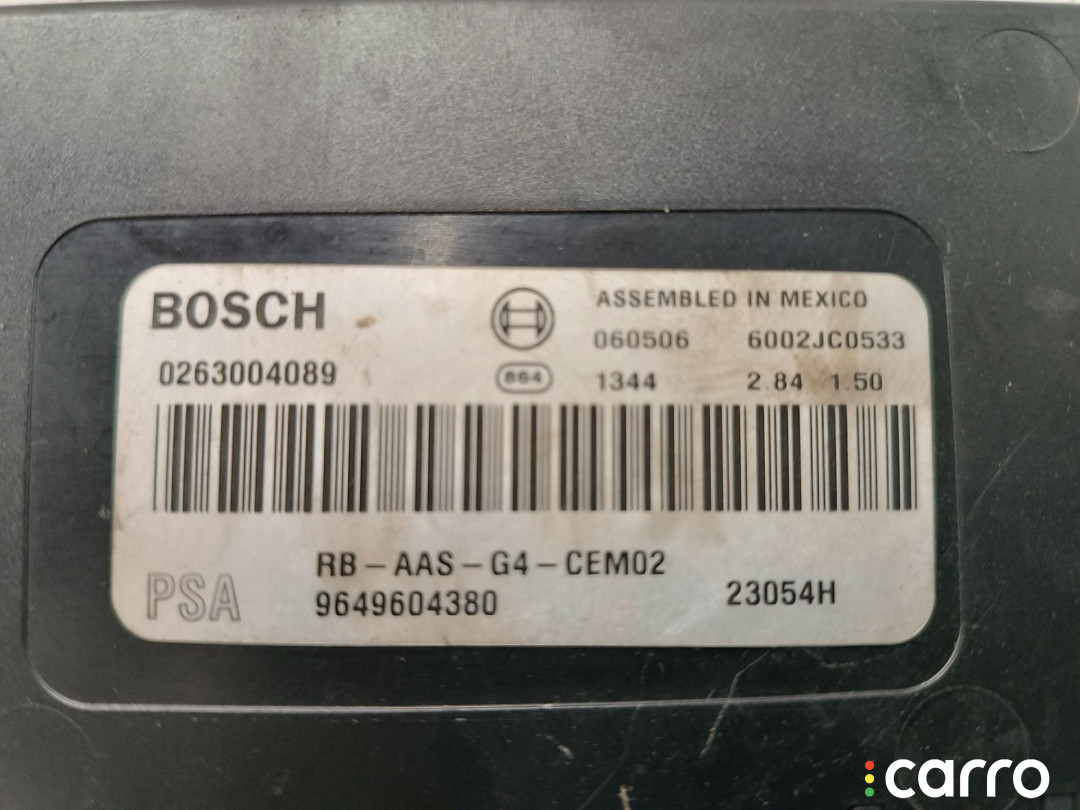 BOSCH
ASSEMBLED IN MEXICO
060506 6002JC0533
0263004089
864
1344 2.84 1.50
RB-AAS-G4-CEM02
PSA
9649604380
23054H
carro